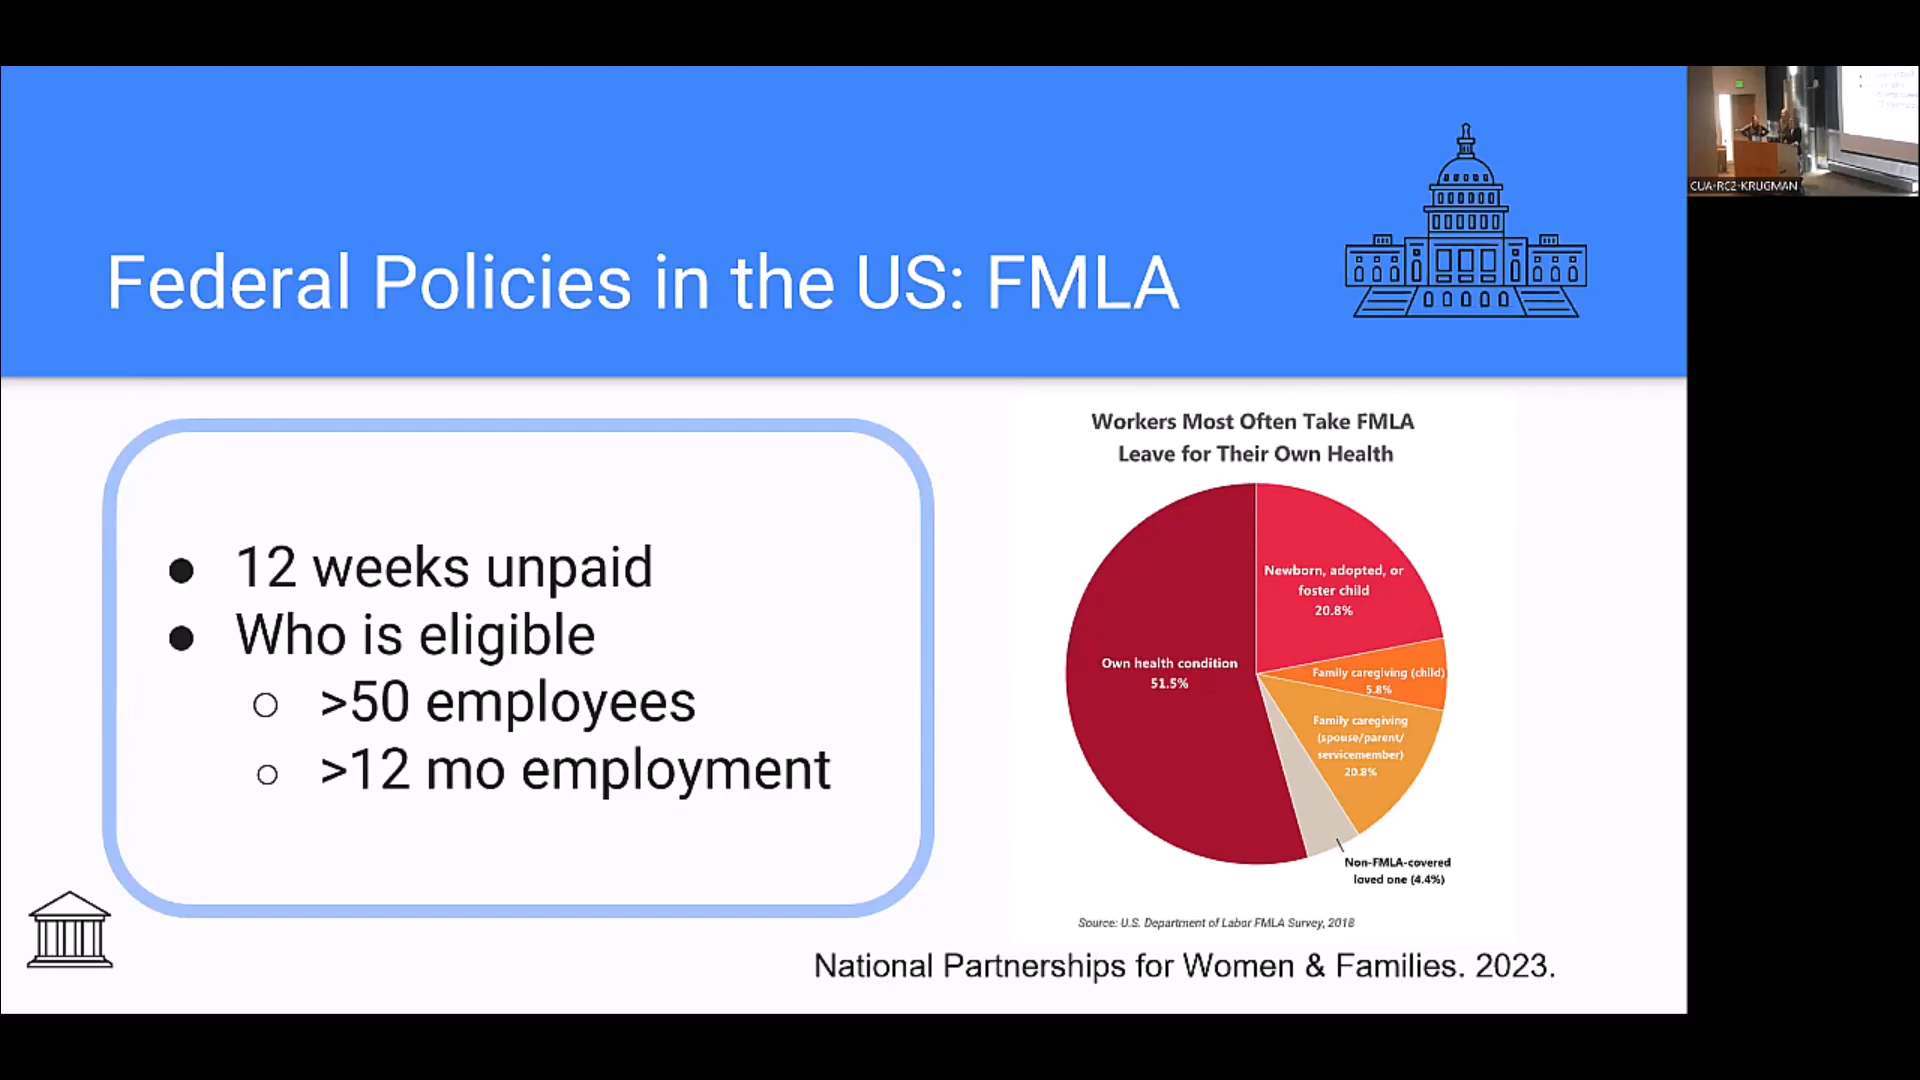 Federal Policies in the US: FMLA
● 12 weeks unpaid
● Who is eligible
○ >50 employees
○ >12 mo employment
Workers Most Often Take FMLA
Leave for Their Own Health
Newborn, adopted, or
foster child
20.8%
Own health condition
51.5%
Family caregiving (child)
5.8%
Family caregiving
(spouse/parent/
servicemember)
20.8%
Non-FMLA-covered
loved one (4.4%)
Source: U.S. Department of Labor FMLA Survey, 2018
National Partnerships for Women & Families. 2023.
CUA-RC2-KRUGMAN